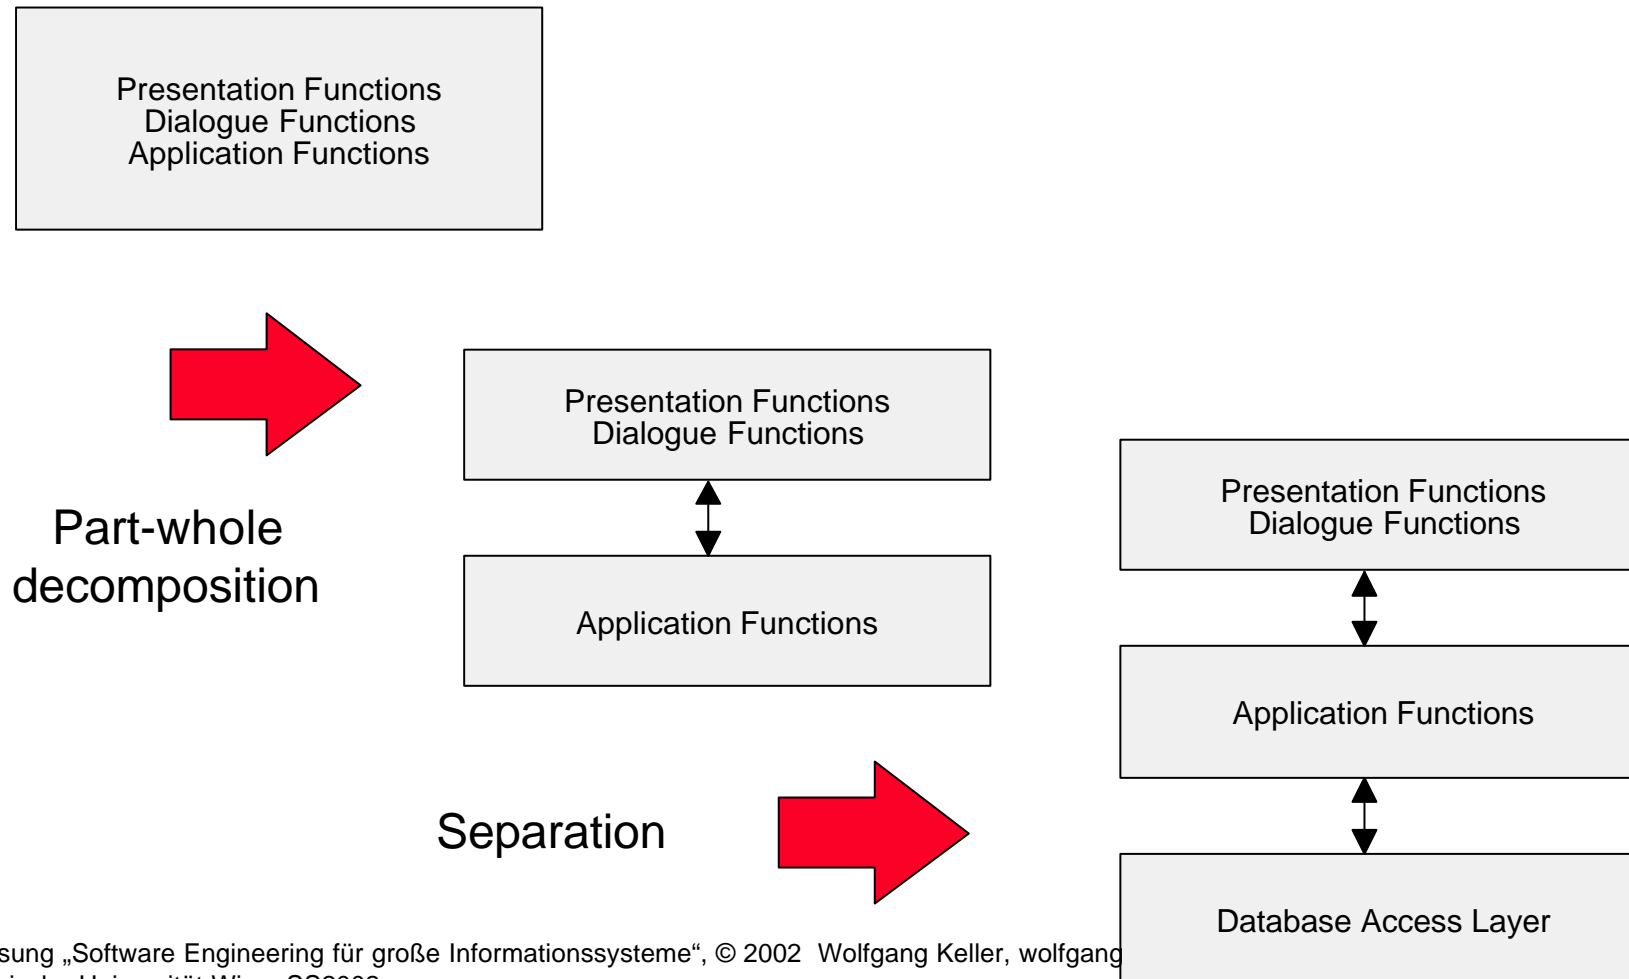 Presentation Functions
Dialogue Functions
Application Functions
Presentation Functions
Dialogue Functions
Application Functions
Part-whole
decomposition
Presentation Functions
Dialogue Functions
Application Functions
Database Access Layer
Separation
sung „Software Engineering für große Informationssysteme“, © 2002 Wolfgang Keller, wolfgang